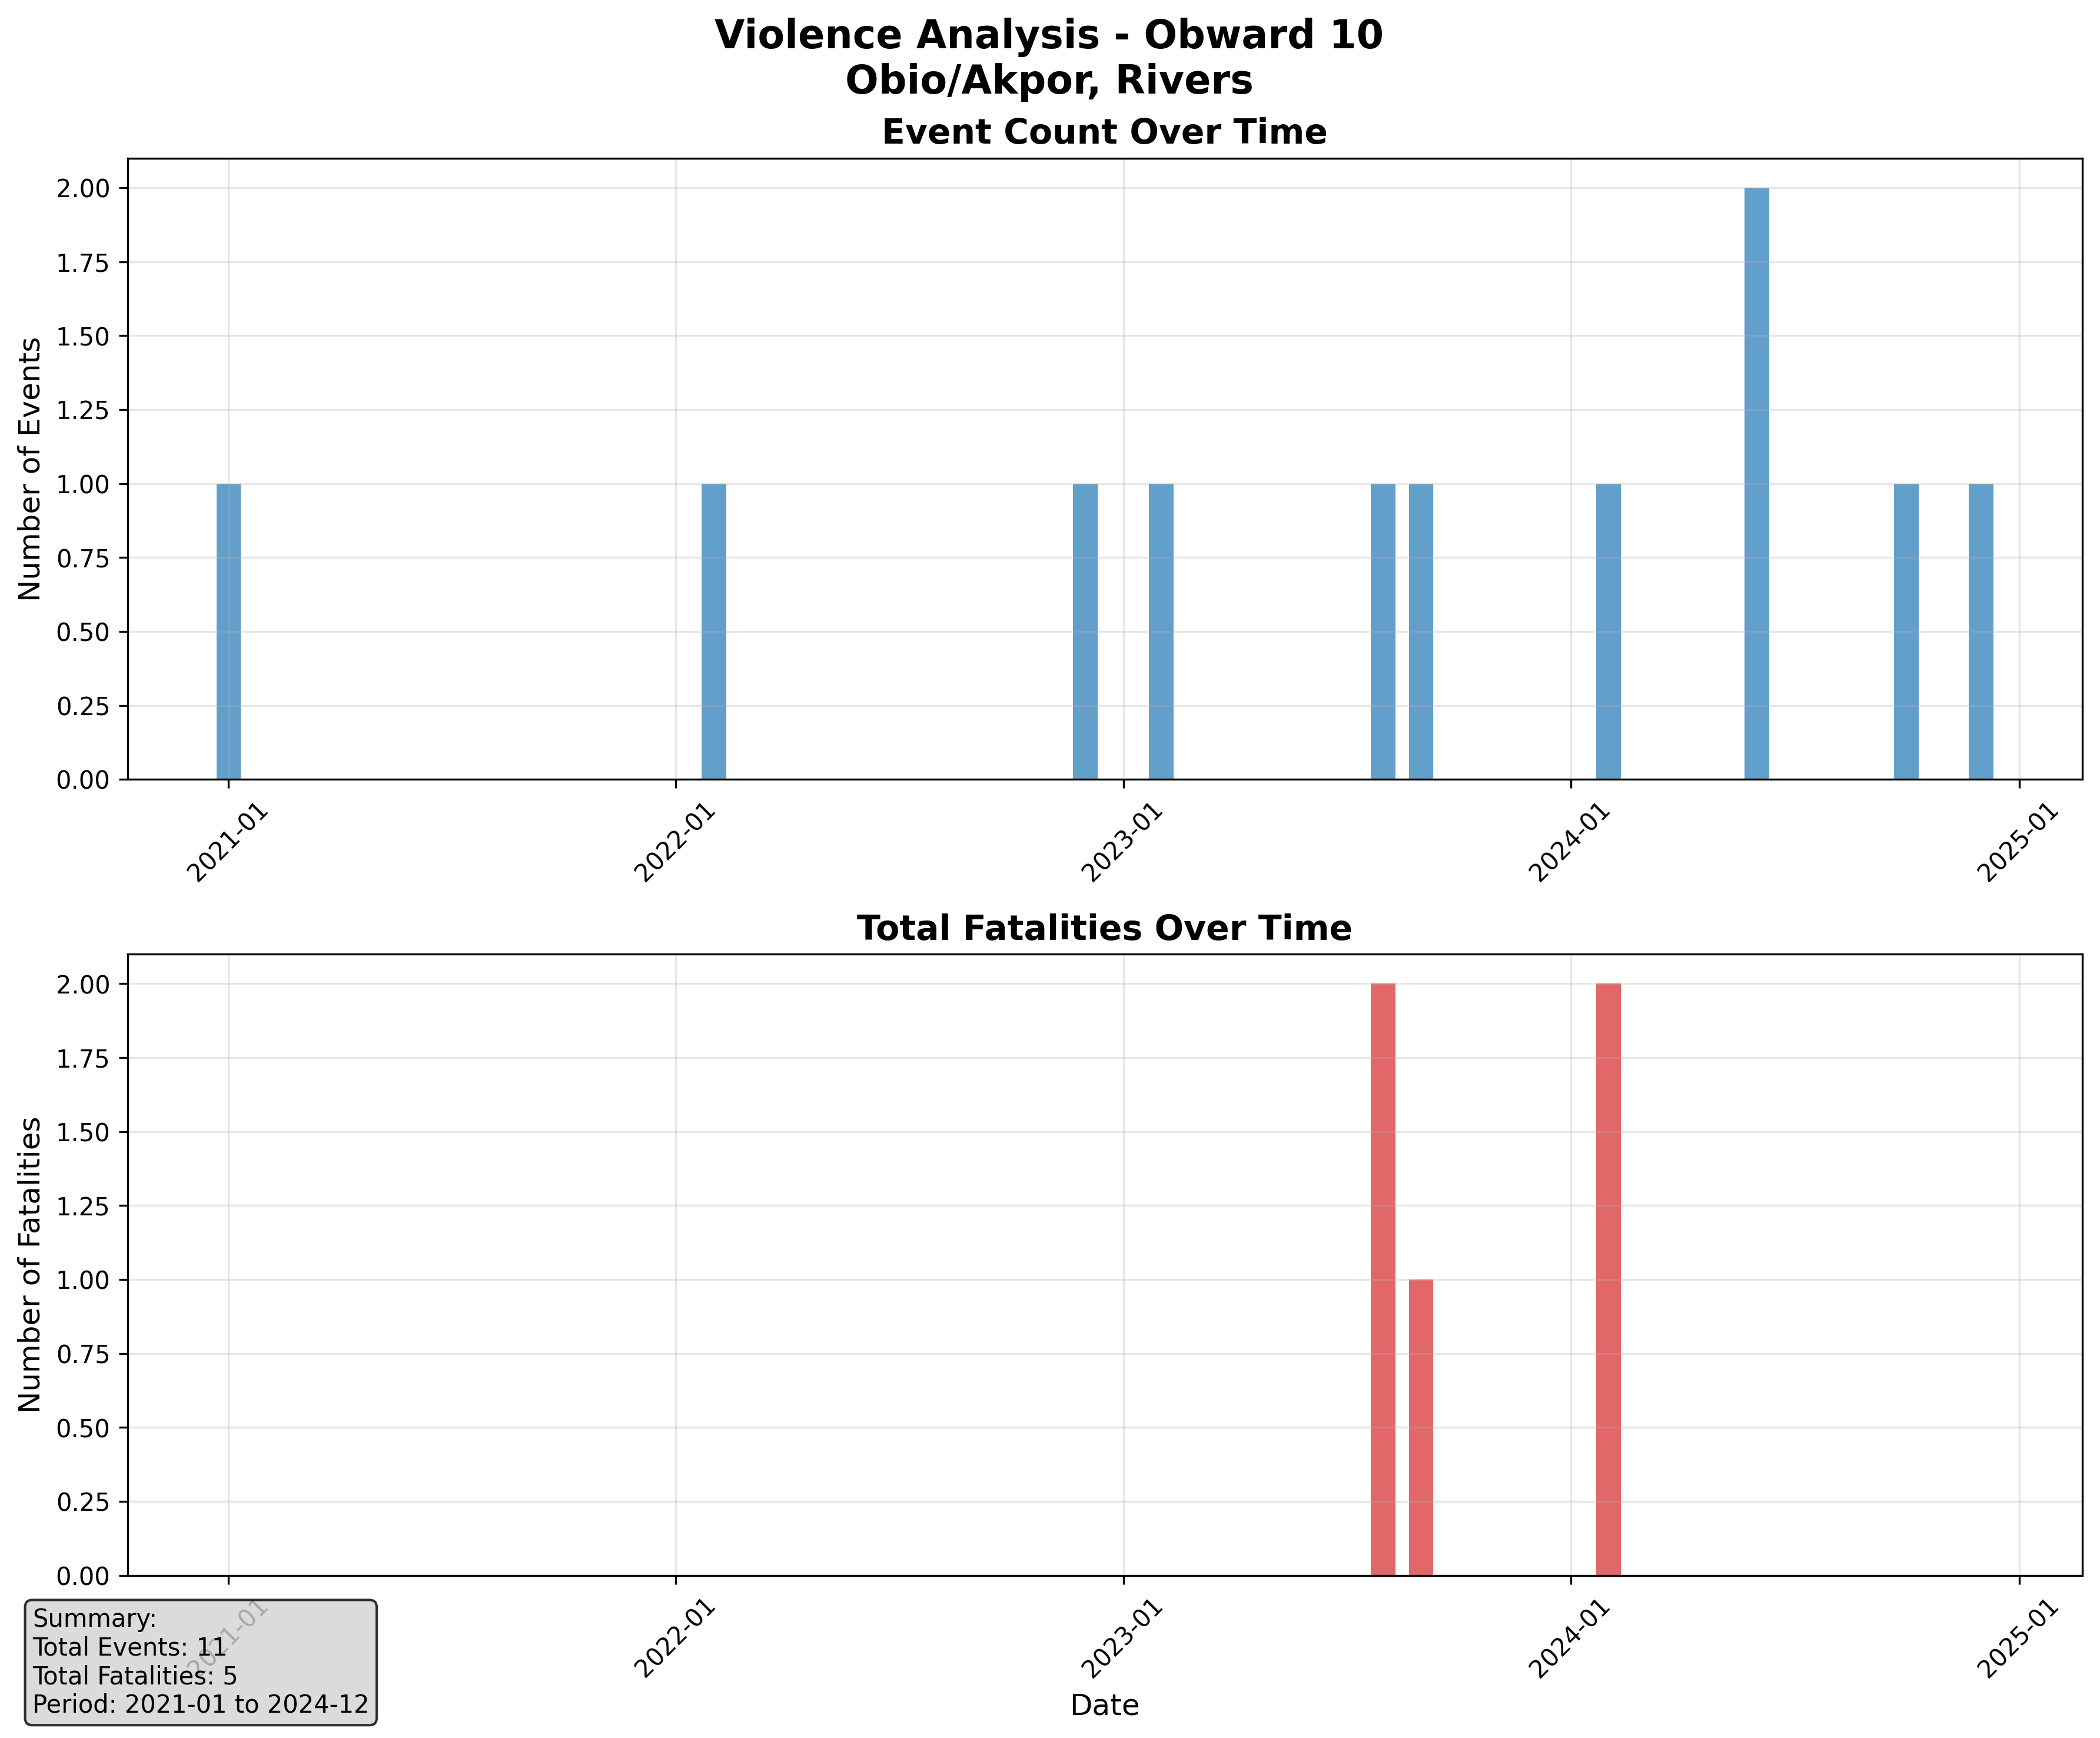 Violence Analysis - Obward 10
Obio/Akpor, Rivers
Event Count Over Time
Number of Events
2.00
1.75
1.50
1.25
1.00
0.75
0.50
0.25
0.00
2021-01
2022-01
2023-01
2024-01
2025-01
Total Fatalities Over Time
Number of Fatalities
2.00
1.75
1.50
1.25
1.00
0.75
0.50
0.25
0.00
2021-01
2022-01
2023-01
2024-01
2025-01
Date
Summary:
Total Events: 11
Total Fatalities: 5
Period: 2021-01 to 2024-12